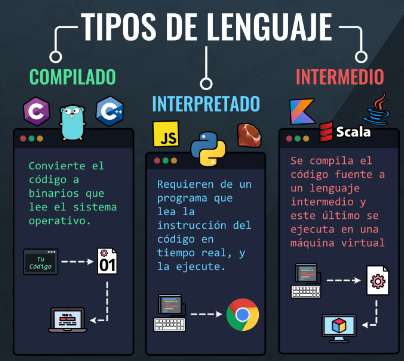 TIPOS DE LENGUAJE
COMPILADO
C
C++
Convierte el
código a
binarios que
lee el sistema
operativo.
Tu
Código
01
INTERPRETADO
JS
Requieren de un
programa que
lea la
instrucción del
código en
tiempo real, y
la ejecute.
INTERMEDIO
Scala
Se compila el
código fuente a
un lenguaje
intermedio y
este último se
ejecuta en una
máquina virtual